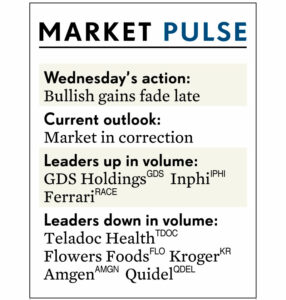 MARKET PULSE
Wednesday's action:
Bullish gains fade late
Current outlook:
Market in correction
Leaders up in volume:
GDS Holdings GDS Inphi IPHI
Ferrari RACE
Leaders down in volume:
Teladoc Health TDOC
Flowers Foods FLO Kroger KR
Amgen AMGN Quidel QDEL